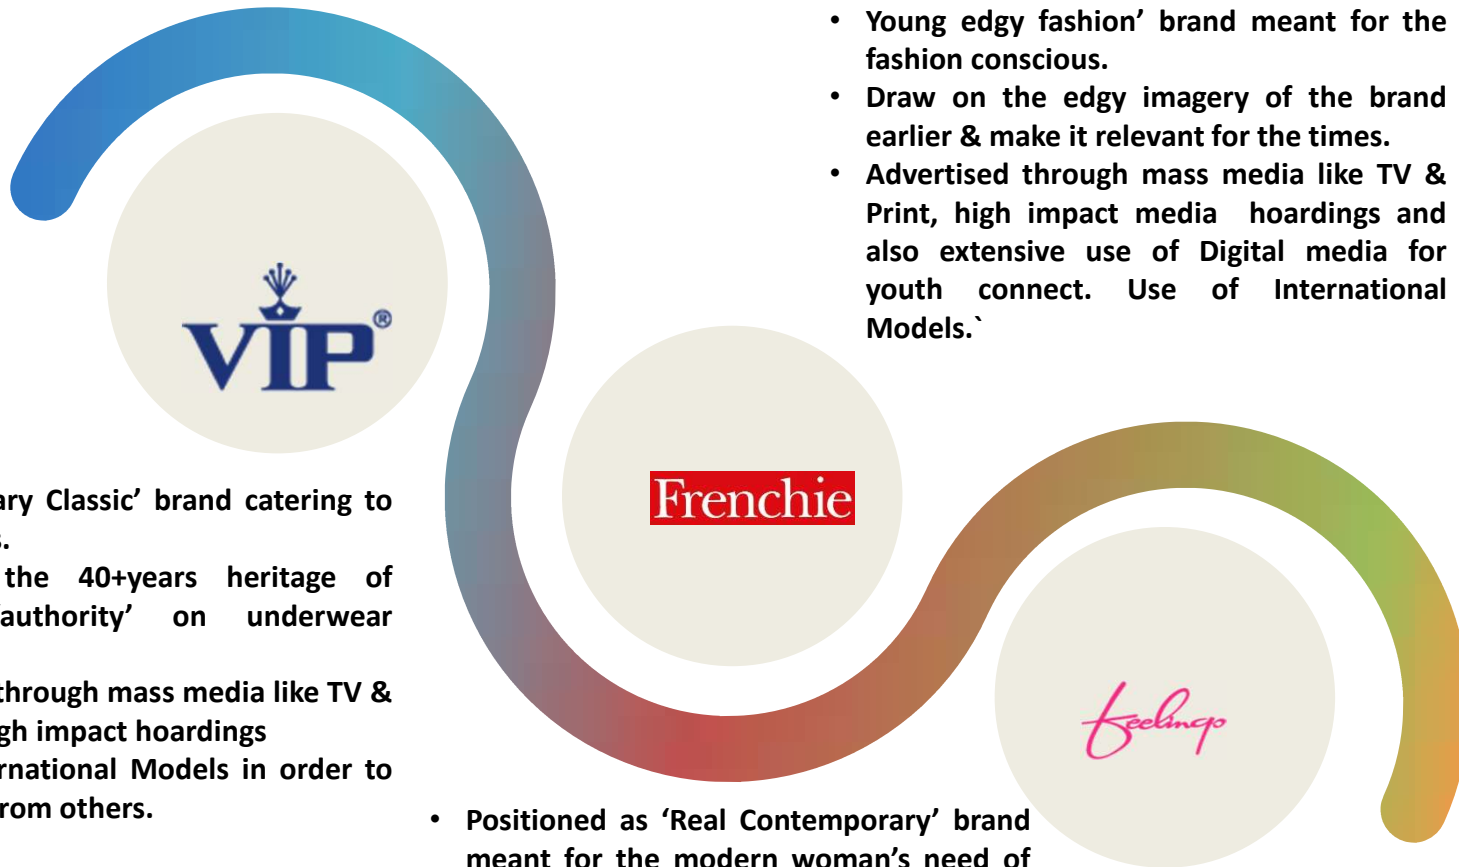 • Young edgy fashion’ brand meant for the
fashion conscious.
• Draw on the edgy imagery of the brand
earlier & make it relevant for the times.
• Advertised through mass media like TV &
Print, high impact media hoardings and
also extensive use of Digital media for
youth connect. Use of International
Models.`
VIP®
Frenchie
feelings
ary Classic’ brand catering to
s.
the 40+years heritage of
‘authority’ on underwear
through mass media like TV &
gh impact hoardings
ernational Models in order to
from others.
• Positioned as ‘Real Contemporary’ brand
meant for the modern woman’s need of